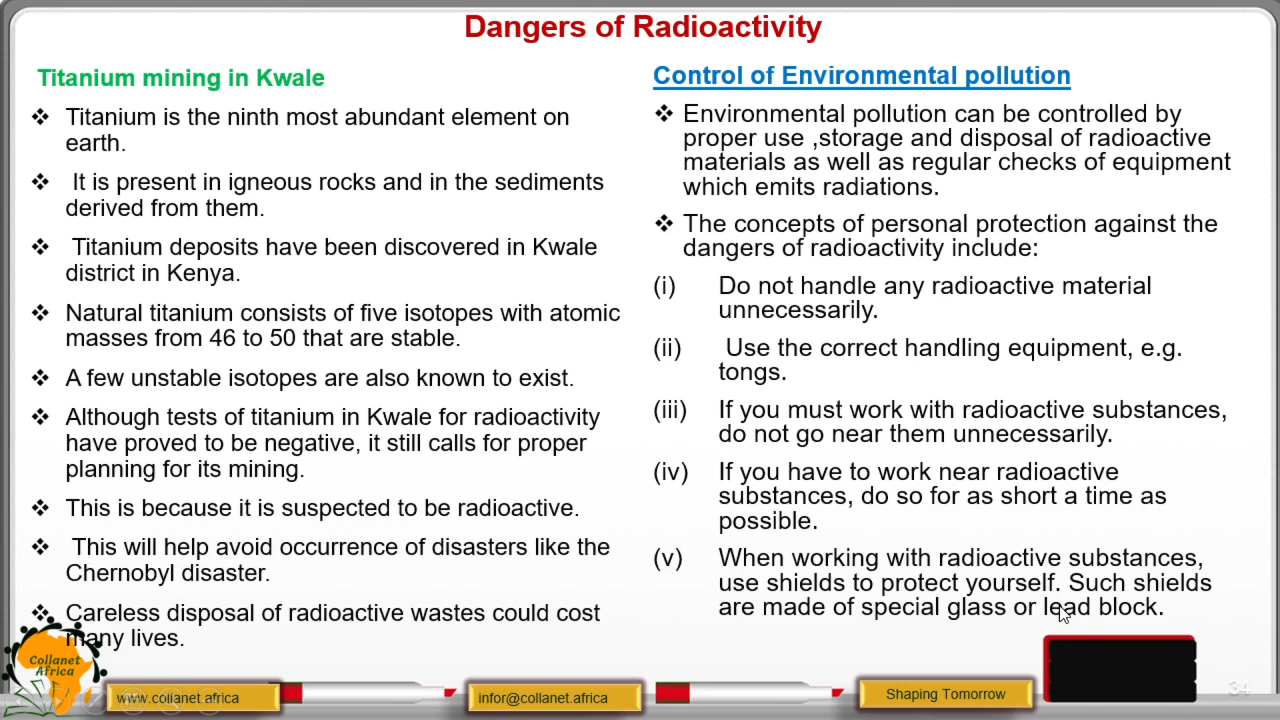 Dangers of Radioactivity
Titanium mining in Kwale
❖ Titanium is the ninth most abundant element on
earth.
❖ It is present in igneous rocks and in the sediments
derived from them.
❖ Titanium deposits have been discovered in Kwale
district in Kenya.
❖ Natural titanium consists of five isotopes with atomic
masses from 46 to 50 that are stable.
❖ A few unstable isotopes are also known to exist.
❖ Although tests of titanium in Kwale for radioactivity
have proved to be negative, it still calls for proper
planning for its mining.
❖ This is because it is suspected to be radioactive.
❖ This will help avoid occurrence of disasters like the
Chernobyl disaster.
❖ Careless disposal of radioactive wastes could cost
many lives.
Control of Environmental pollution
❖ Environmental pollution can be controlled by
proper use ,storage and disposal of radioactive
materials as well as regular checks of equipment
which emits radiations.
❖ The concepts of personal protection against the
dangers of radioactivity include:
(i) Do not handle any radioactive material
unnecessarily.
(ii) Use the correct handling equipment, e.g.
tongs.
(iii) If you must work with radioactive substances,
do not go near them unnecessarily.
(iv) If you have to work near radioactive
substances, do so for as short a time as
possible.
(v) When working with radioactive substances,
use shields to protect yourself. Such shields
are made of special glass or lead block.
Collanet
Africa
www.collanet.africa
infor@collanet.africa
Shaping Tomorrow
34